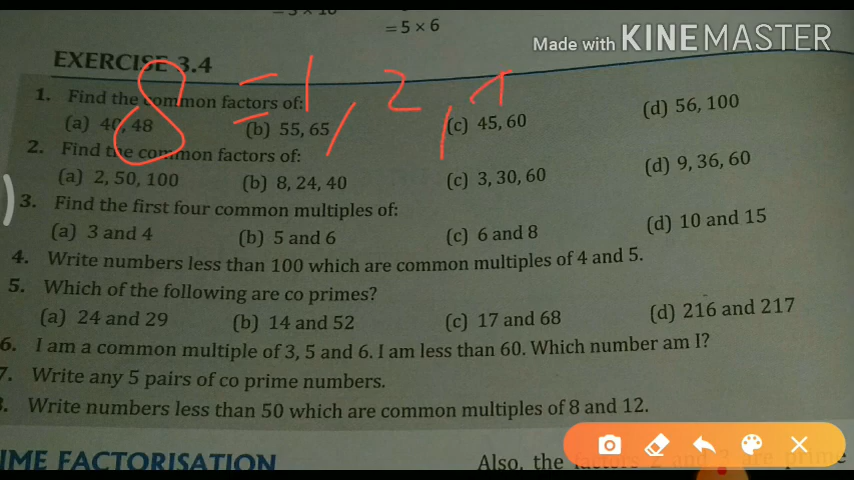 = 5 × 6
Made with KINEMASTER
EXERCISE 3.4
8 = 1, 2, 
1. Find the common factors of:
(a) 40, 48 (b) 55, 65 (c) 45, 60 (d) 56, 100
2. Find the common factors of:
(a) 2, 50, 100 (b) 8, 24, 40 (c) 3, 30, 60 (d) 9, 36, 60
3. Find the first four common multiples of:
(a) 3 and 4 (b) 5 and 6 (c) 6 and 8 (d) 10 and 15
4. Write numbers less than 100 which are common multiples of 4 and 5.
5. Which of the following are co primes?
(a) 24 and 29 (b) 14 and 52 (c) 17 and 68 (d) 216 and 217
6. I am a common multiple of 3, 5 and 6. I am less than 60. Which number am I?
7. Write any 5 pairs of co prime numbers.
. Write numbers less than 50 which are common multiples of 8 and 12.
IME FACTORISATION
Also, the factors and 3 are prime